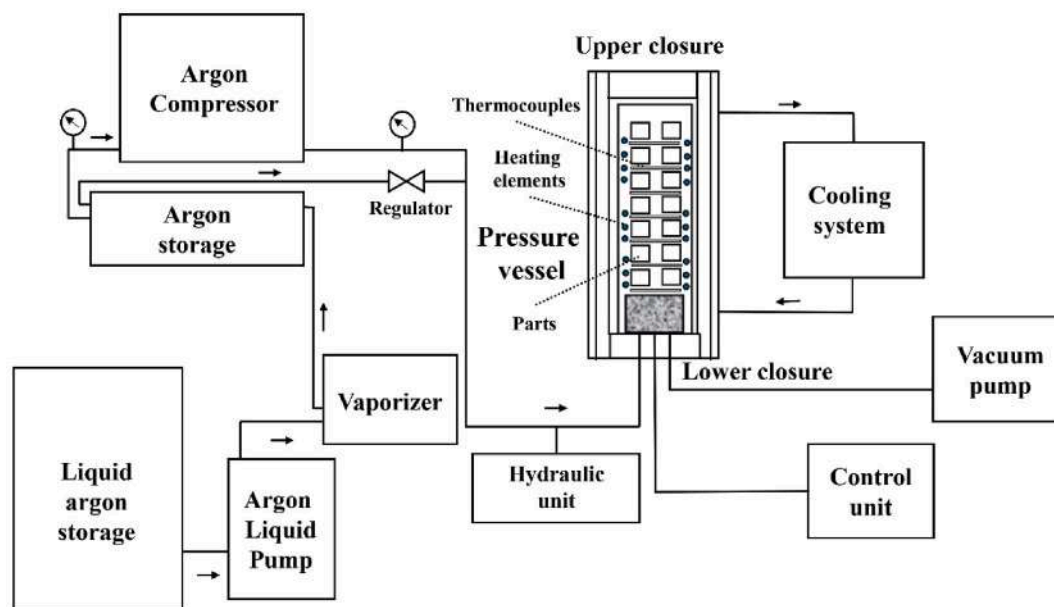 Argon
Compressor
Upper closure
Thermocouples
Heating
elements
Regulator
Argon
storage
Pressure
vessel
Cooling
system
Parts
Vaporizer
Lower closure
Vacuum
pump
Liquid
argon
storage
Argon
Liquid
Pump
Hydraulic
unit
Control
unit